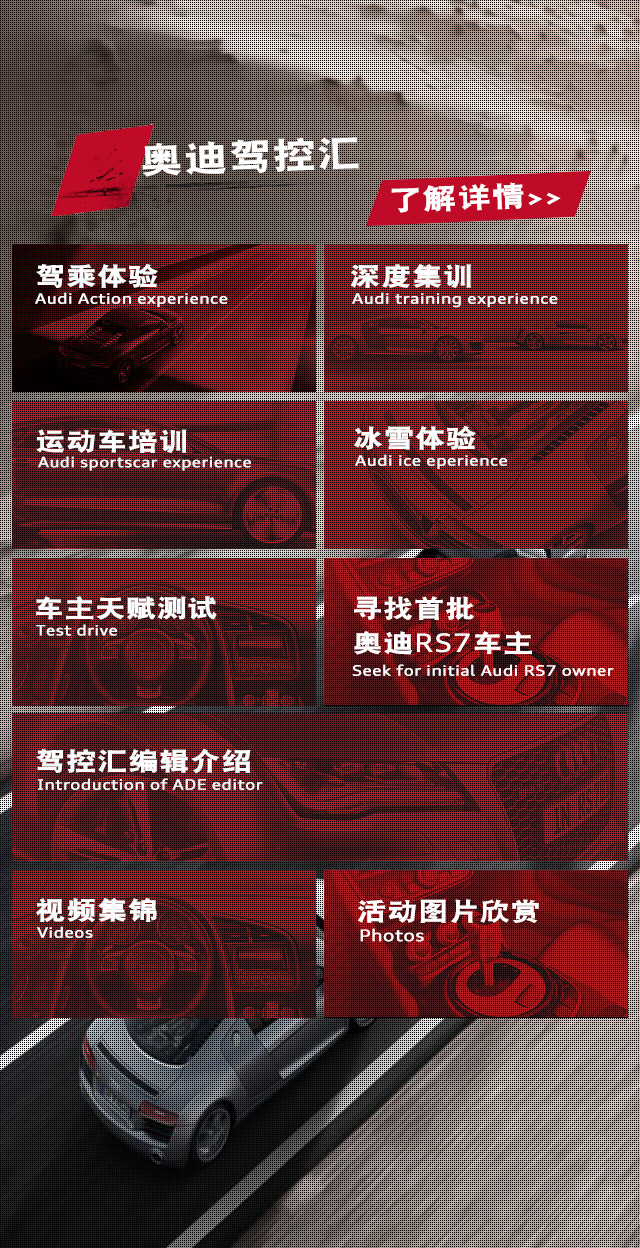 奥迪驾控汇
了解详情>>
驾乘体验
Audi Action experience
深度集训
Audi training experience
运动车培训
Audi sportscar experience
冰雪体验
Audi ice eperience
车主天赋测试
Test drive
寻找首批
奥迪RS7车主
Seek for initial Audi RS7 owner
驾控汇编辑介绍
Introduction of ADE editor
IN RS7
视频集锦
Videos
活动图片欣赏
Photos